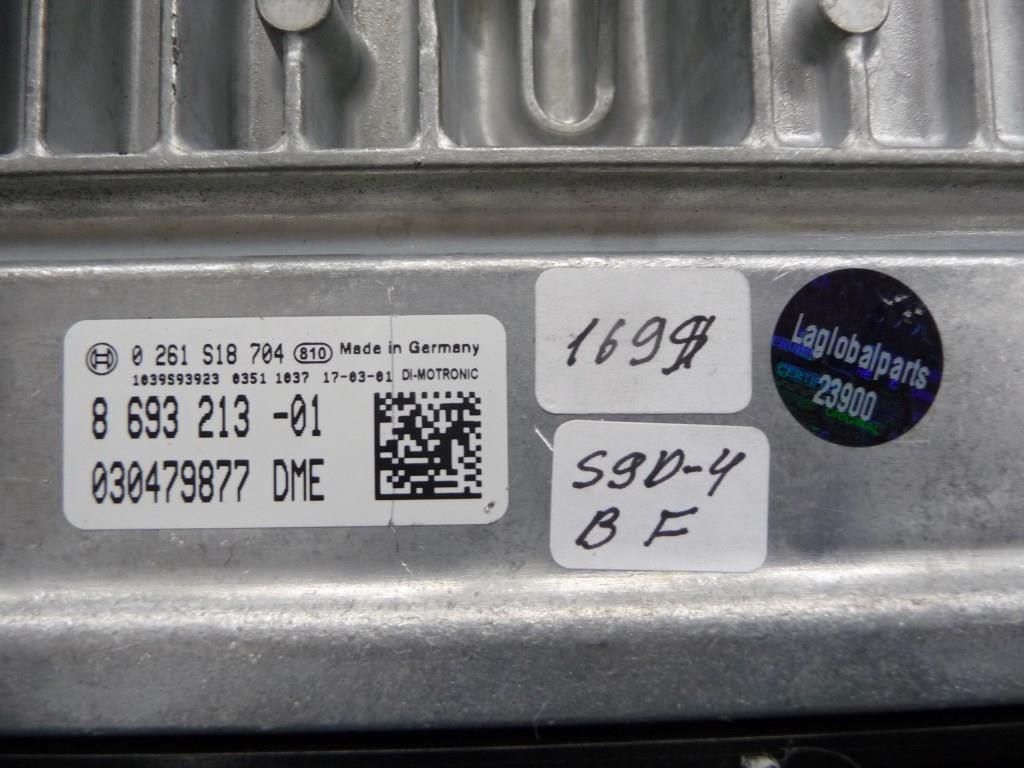 0 261 S18 704 810 Made in Germany
1039S93923 0351 1037 17-03-01 DI-MOTRONIC
8 693 213 -01
030479877 DME
169$
S9D-4
B F
Laglobalparts
23900